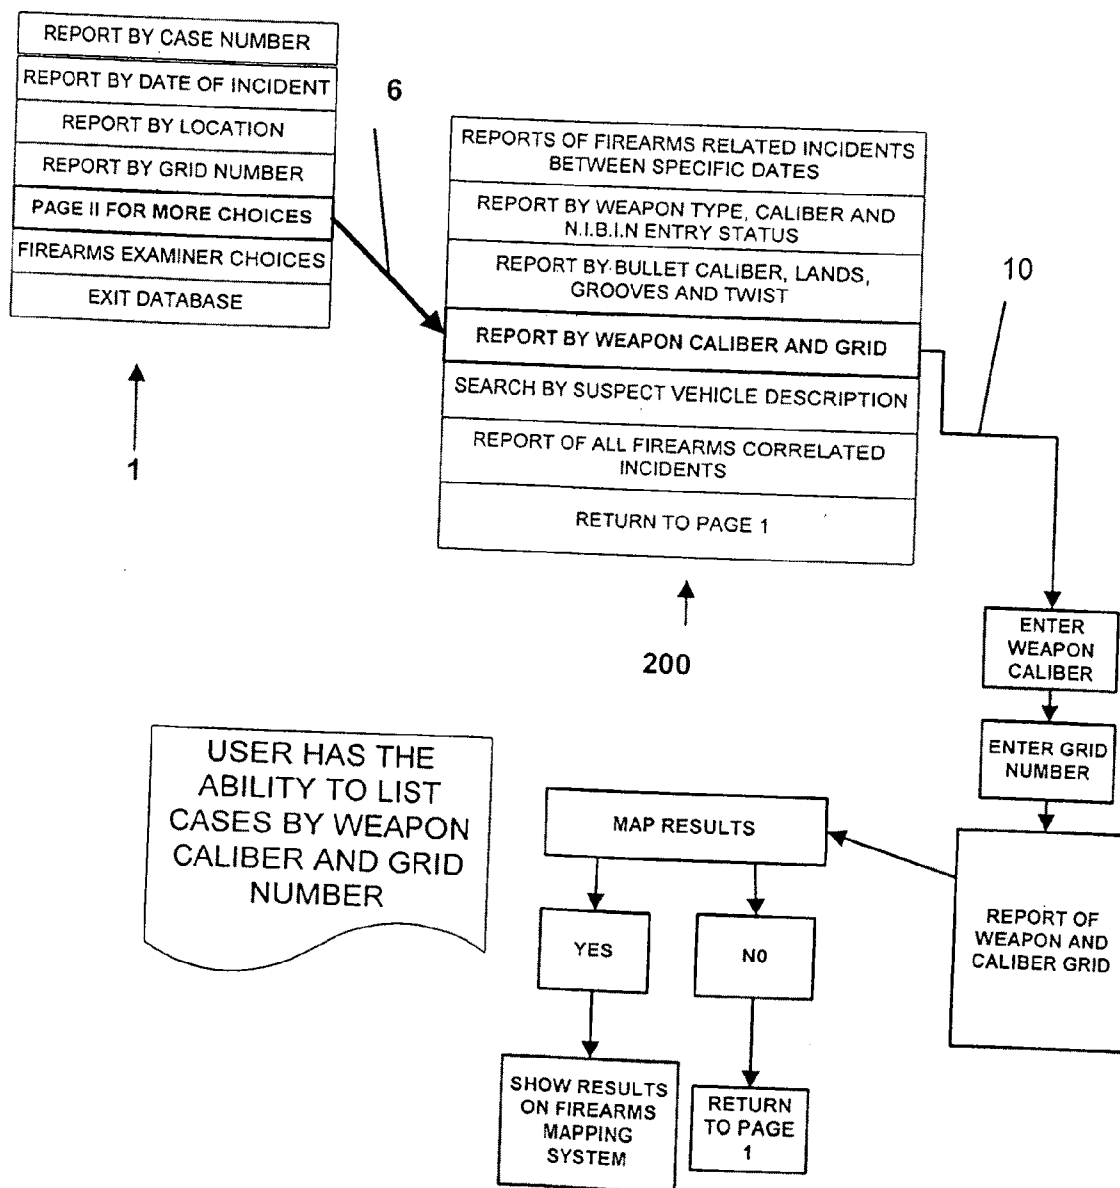 REPORT BY CASE NUMBER
REPORT BY DATE OF INCIDENT
REPORT BY LOCATION
REPORT BY GRID NUMBER
PAGE II FOR MORE CHOICES
FIREARMS EXAMINER CHOICES
EXIT DATABASE
1
6
REPORTS OF FIREARMS RELATED INCIDENTS
BETWEEN SPECIFIC DATES
REPORT BY WEAPON TYPE, CALIBER AND
N.I.B.I.N ENTRY STATUS
REPORT BY BULLET CALIBER, LANDS,
GROOVES AND TWIST
REPORT BY WEAPON CALIBER AND GRID
SEARCH BY SUSPECT VEHICLE DESCRIPTION
REPORT OF ALL FIREARMS CORRELATED
INCIDENTS
RETURN TO PAGE 1
200
10
ENTER
WEAPON
CALIBER
ENTER GRID
NUMBER
REPORT OF
WEAPON AND
CALIBER GRID
MAP RESULTS
YES
N0
SHOW RESULTS
ON FIREARMS
MAPPING
SYSTEM
RETURN
TO PAGE
1
USER HAS THE
ABILITY TO LIST
CASES BY WEAPON
CALIBER AND GRID
NUMBER